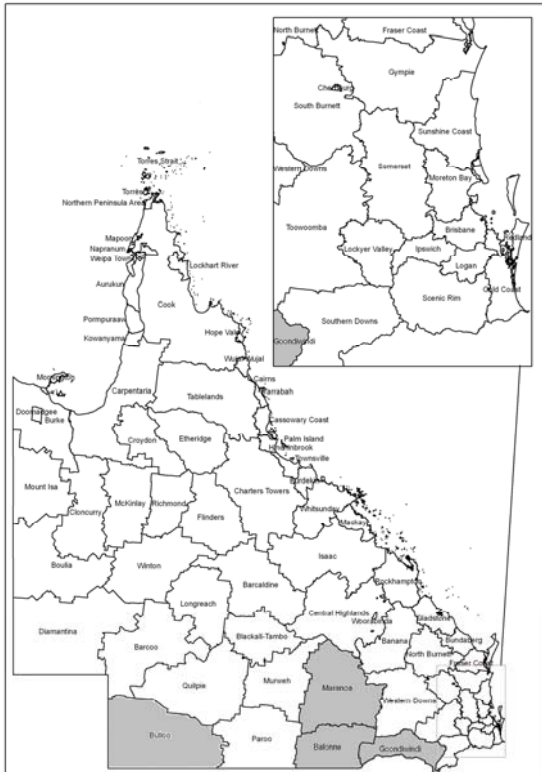 North Burnett
Fraser Coast
Gympie
Cherbourg
South Burnett
Sunshine Coast
Western Downs
Somerset
Moreton Bay
Toowoomba
Brisbane
Redland
Lockyer Valley
Ipswich
Logan
Gold Coast
Scenic Rim
Southern Downs
Goondiwindi
Torres Strait
Torres
Northern Peninsula Area
Mapoon
Napranum
Weipa Town
Lockhart River
Aurukun
Cook
Pormpuraaw
Hope Vale
Kowanyama
Wujal Wujal
Mornington
Cairns
Yarrabah
Carpentaria
Tablelands
Doomadgee
Burke
Cassowary Coast
Croydon
Etheridge
Palm Island
Hinchinbrook
Townsville
Burdekin
Mount Isa
Charters Towers
McKinlay
Richmond
Whitsunday
Cloncurry
Flinders
Mackay
Isaac
Boulia
Winton
Barcaldine
Rockhampton
Longreach
Central Highlands
Woorabinda
Gladstone
Diamantina
Blackall-Tambo
Banana
Bundaberg
Barcoo
North Burnett
Fraser Coast
Quilpie
Murweh
Maranoa
Western Downs
Bulloo
Paroo
Balonne
Goondiwindi